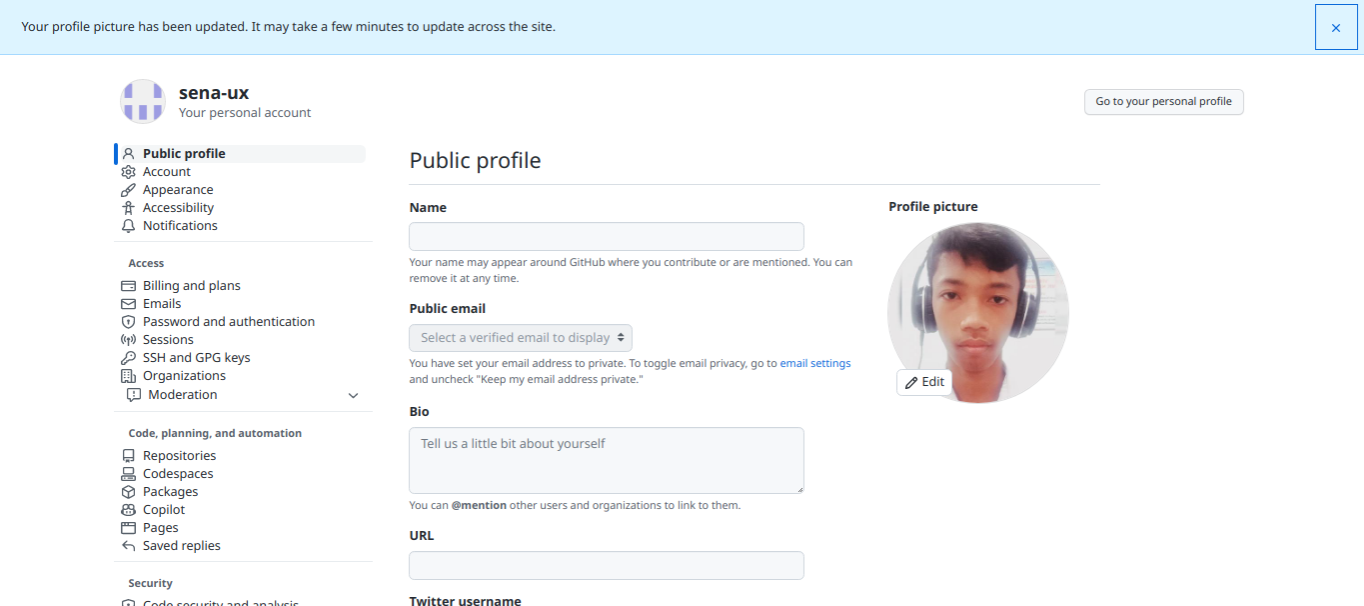 Your profile picture has been updated. It may take a few minutes to update across the site.
sena-ux
Your personal account
Go to your personal profile
Public profile
Account
Appearance
Accessibility
Notifications
Access
Billing and plans
Emails
Password and authentication
Sessions
SSH and GPG keys
Organizations
Moderation
Code, planning, and automation
Repositories
Codespaces
Packages
Copilot
Pages
Saved replies
Security
Code security and analysis
Public profile
Name
Your name may appear around GitHub where you contribute or are mentioned. You can
remove it at any time.
Public email
Select a verified email to display
You have set your email address to private. To toggle email privacy, go to email settings
and uncheck "Keep my email address private."
Bio
Tell us a little bit about yourself
You can @mention other users and organizations to link to them.
URL
Twitter username
Profile picture
Edit